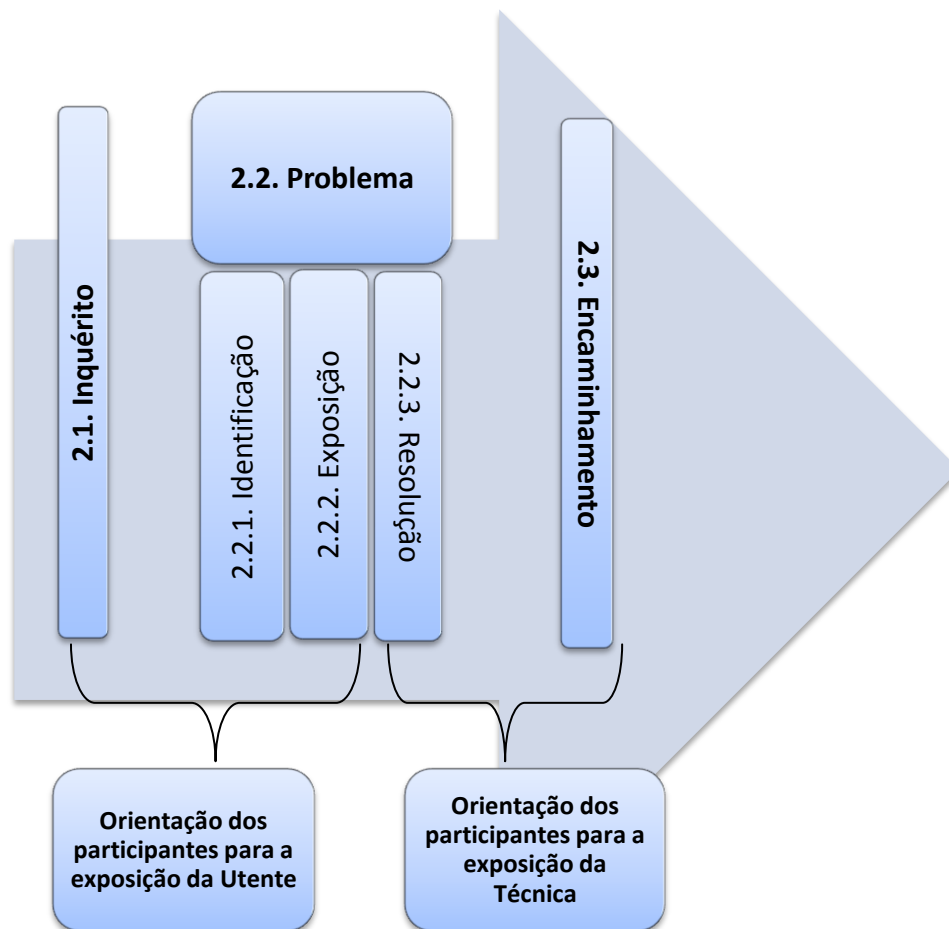 2.1. Inquérito
2.2. Problema
2.2.1. Identificação
2.2.2. Exposição
2.2.3. Resolução
2.3. Encaminhamento
Orientação dos
participantes para a
exposição da Utente
Orientação dos
participantes para a
exposição da
Técnica